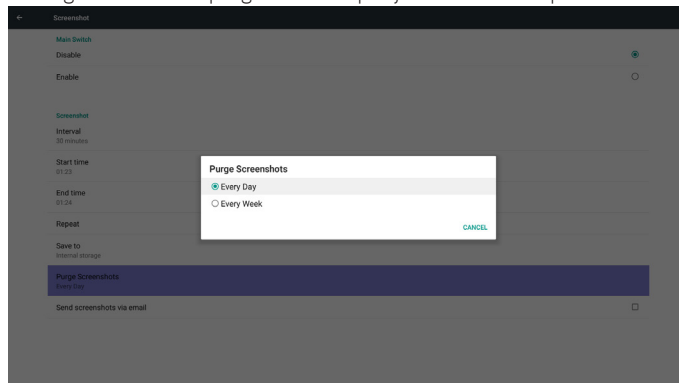 Screenshot
Main Switch
Disable
Enable
Screenshot
Interval
30 minutes
Start time
01:23
End time
01:24
Repeat
Save to
Internal storage
Purge Screenshots
Every Day
Send screenshots via email
Purge Screenshots
Every Day
Every Week
CANCEL